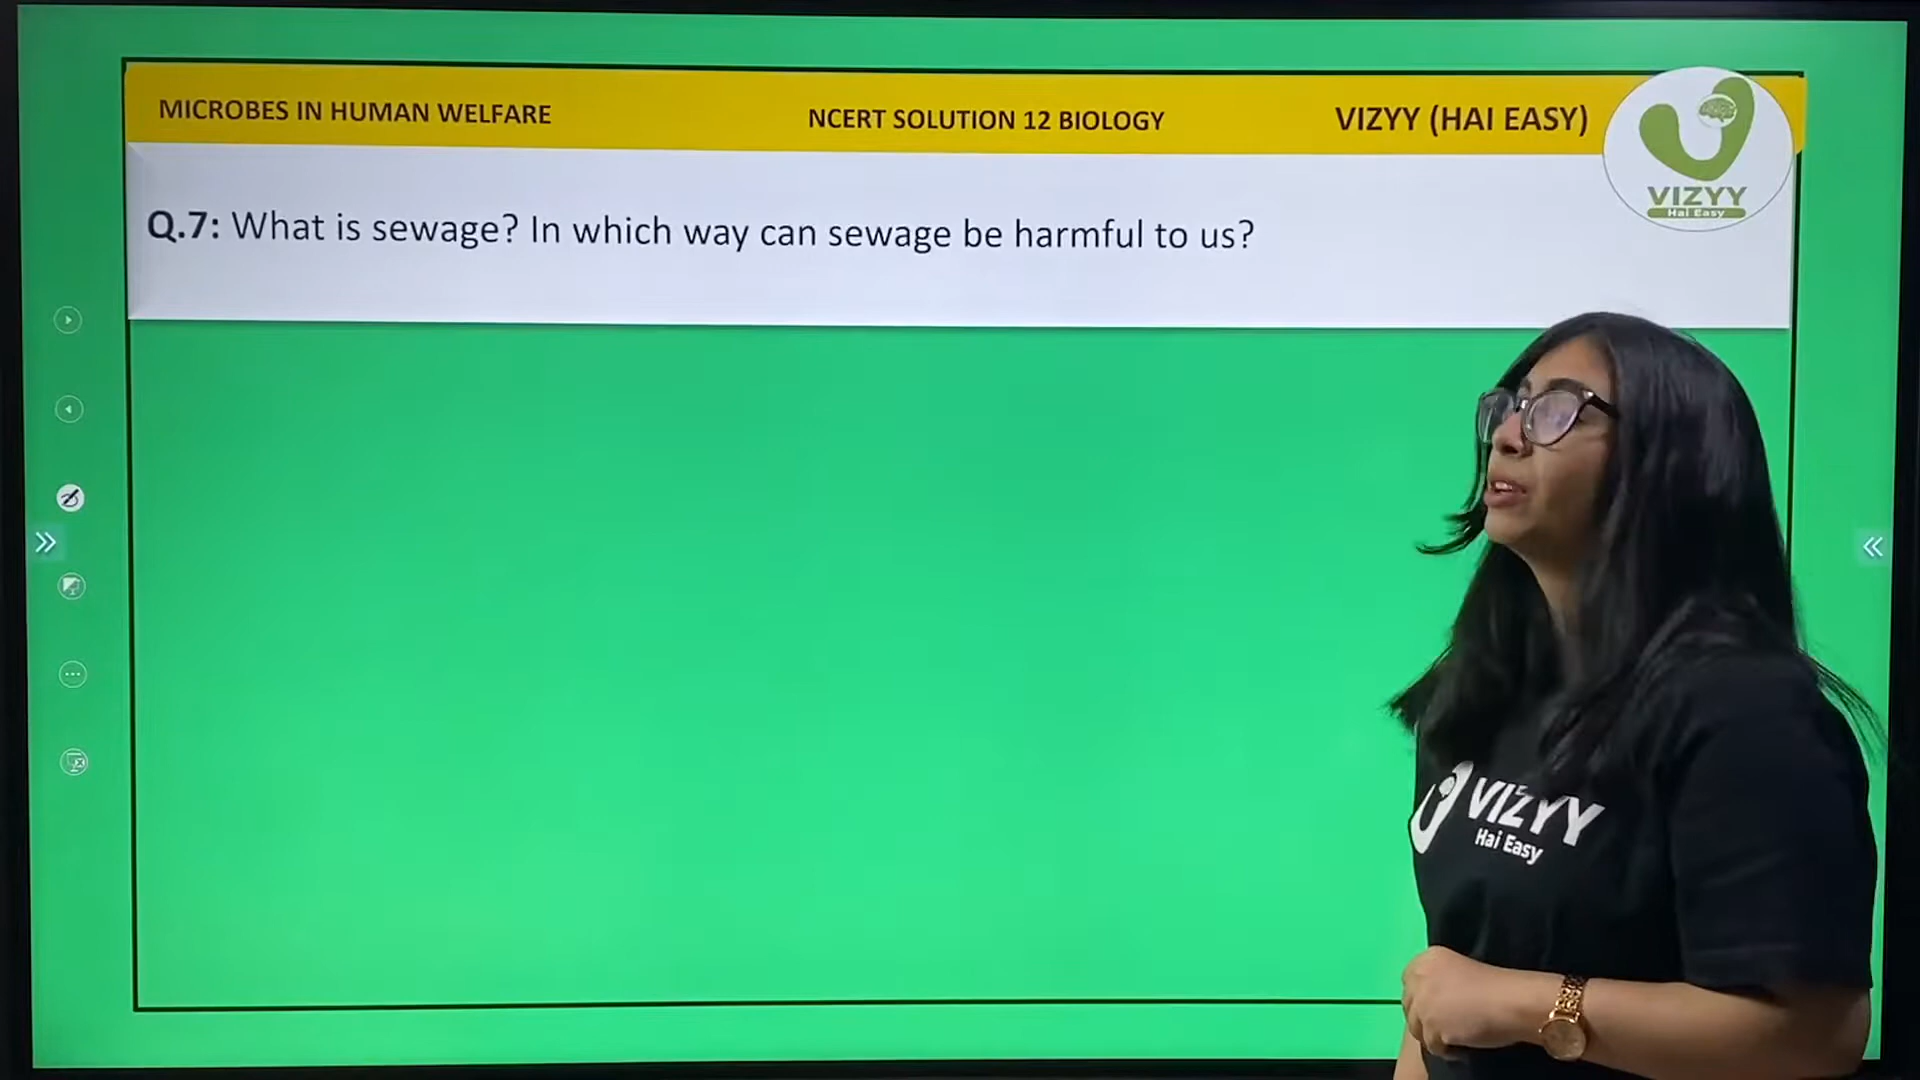 MICROBES IN HUMAN WELFARE
NCERT SOLUTION 12 BIOLOGY
VIZYY (HAI EASY)
VIZYY
Hai Easy
Q.7: What is sewage? In which way can sewage be harmful to us?
VIZYY
Hai Easy